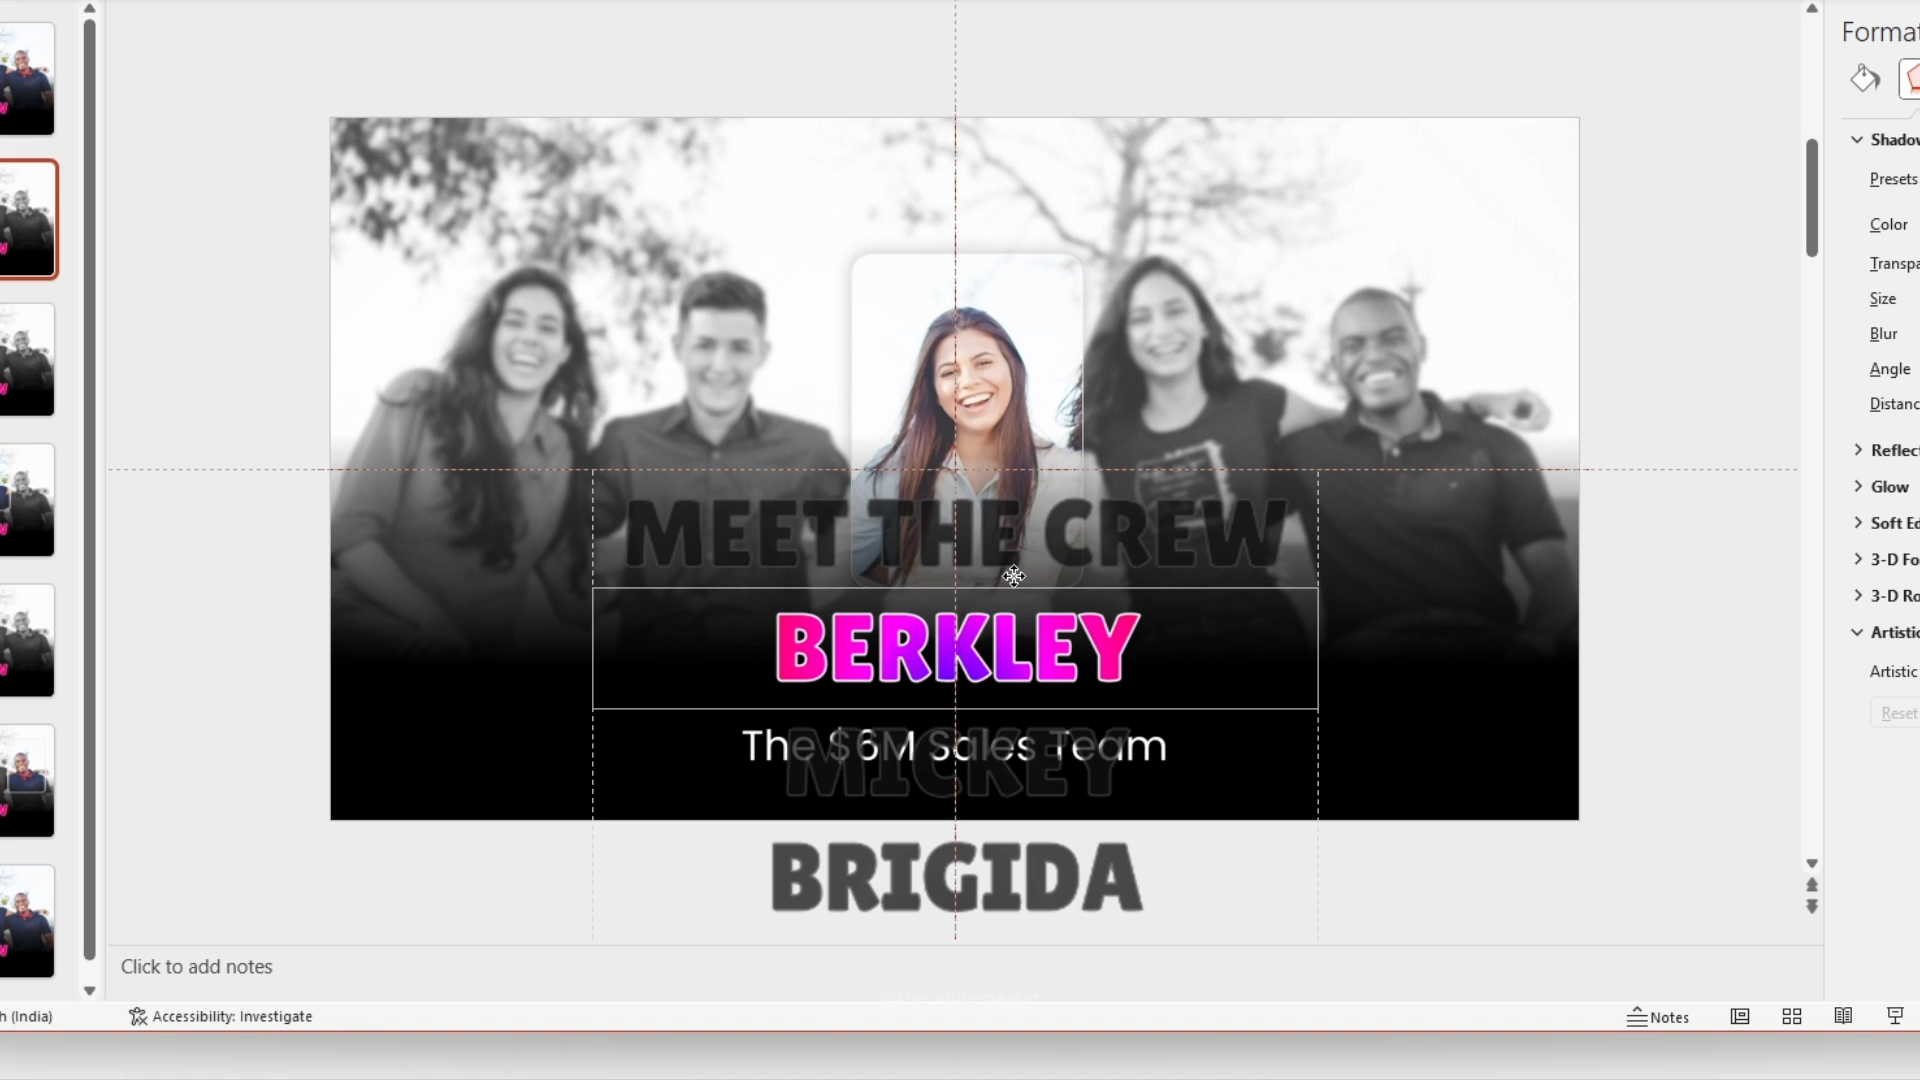 Format
Shadow
Presets
Color
Transpa
Size
Blur
Angle
Distanc
Reflect
Glow
Soft Ed
3-D Fo
3-D Ro
Artistic
Artistic
Reset
MEET THE CREW
BERKLEY
The $6M Sales Team
MICKEY
BRIGIDA
Click to add notes
h (India)
Accessibility: Investigate
Notes